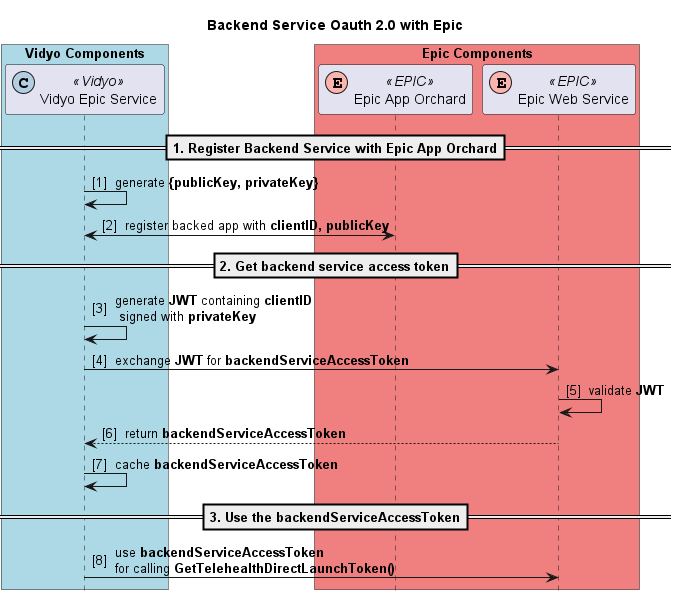 Backend Service Oauth 2.0 with Epic
Vidyo Components
Epic Components
C
«Vidyo»
Vidyo Epic Service
E
«EPIC»
Epic App Orchard
E
«EPIC»
Epic Web Service
1. Register Backend Service with Epic App Orchard
[1] generate {publicKey, privateKey}
[2] register backed app with clientID, publicKey
2. Get backend service access token
[3] generate JWT containing clientID
signed with privateKey
[4] exchange JWT for backendServiceAccessToken
[5] validate JWT
[6] return backendServiceAccessToken
[7] cache backendServiceAccessToken
3. Use the backendServiceAccessToken
[8] use backendServiceAccessToken
for calling GetTelehealthDirectLaunchToken()